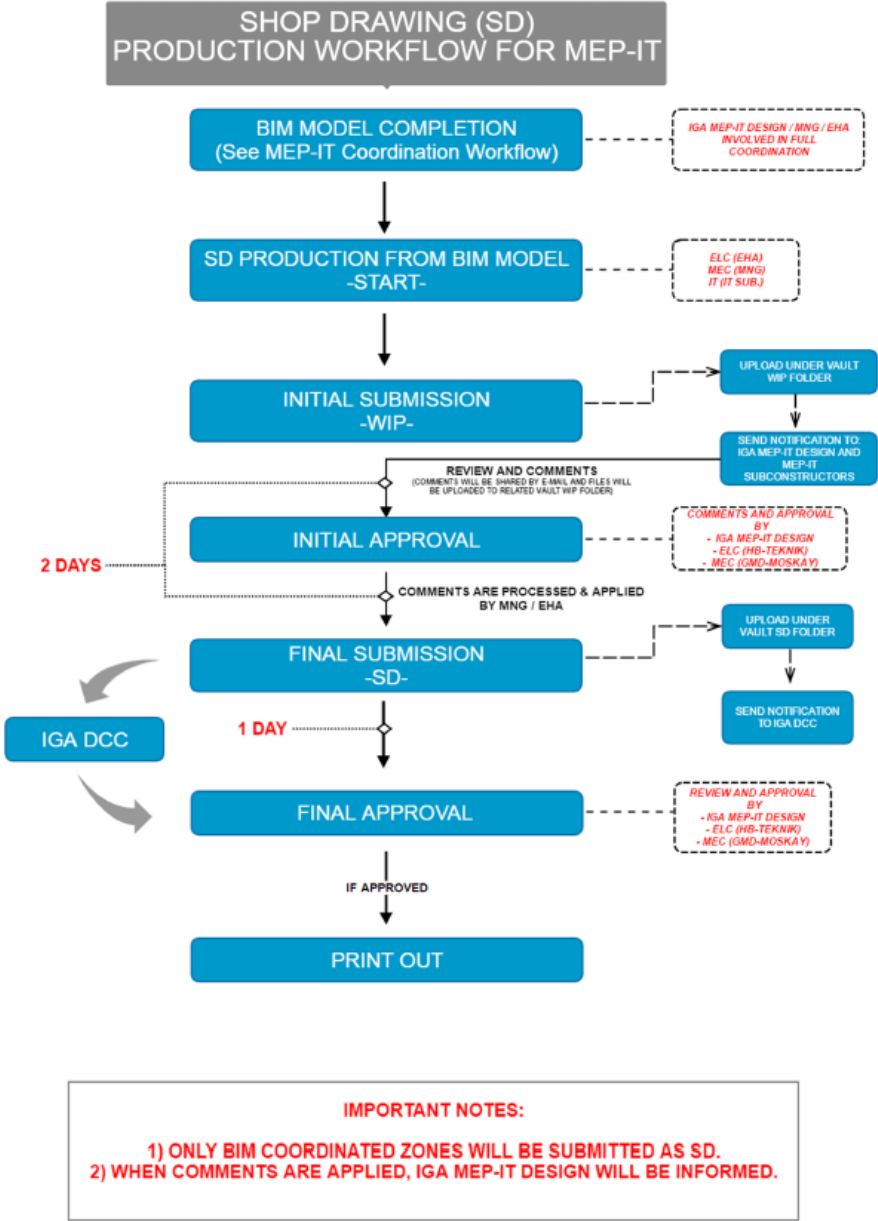 SHOP DRAWING (SD)
PRODUCTION WORKFLOW FOR MEP-IT
BIM MODEL COMPLETION
(See MEP-IT Coordination Workflow)
IGA MEP-IT DESIGN / MNG / EHA
INVOLVED IN FULL
COORDINATION
SD PRODUCTION FROM BIM MODEL
-START-
ELC (EHA)
MEC (MNG)
IT (IT SUB.)
INITIAL SUBMISSION
-WIP-
UPLOAD UNDER VAULT
WIP FOLDER
SEND NOTIFICATION TO:
IGA MEP-IT DESIGN AND
MEP-IT
SUBCONSTRUCTORS
REVIEW AND COMMENTS
(COMMENTS WILL BE SHARED BY E-MAIL AND FILES WILL
BE UPLOADED TO RELATED VAULT WIP FOLDER)
INITIAL APPROVAL
COMMENTS AND APPROVAL
BY
- IGA MEP-IT DESIGN
- ELC (HB-TEKNIK)
- MEC (GMD-MOSKAY)
2 DAYS
COMMENTS ARE PROCESSED & APPLIED
BY MNG / EHA
FINAL SUBMISSION
-SD-
UPLOAD UNDER
VAULT SD FOLDER
SEND NOTIFICATION
TO IGA DCC
1 DAY
IGA DCC
FINAL APPROVAL
REVIEW AND APPROVAL
BY
- IGA MEP-IT DESIGN
- ELC (HB-TEKNIK)
- MEC (GMD-MOSKAY)
IF APPROVED
PRINT OUT
IMPORTANT NOTES:
1) ONLY BIM COORDINATED ZONES WILL BE SUBMITTED AS SD.
2) WHEN COMMENTS ARE APPLIED, IGA MEP-IT DESIGN WILL BE INFORMED.